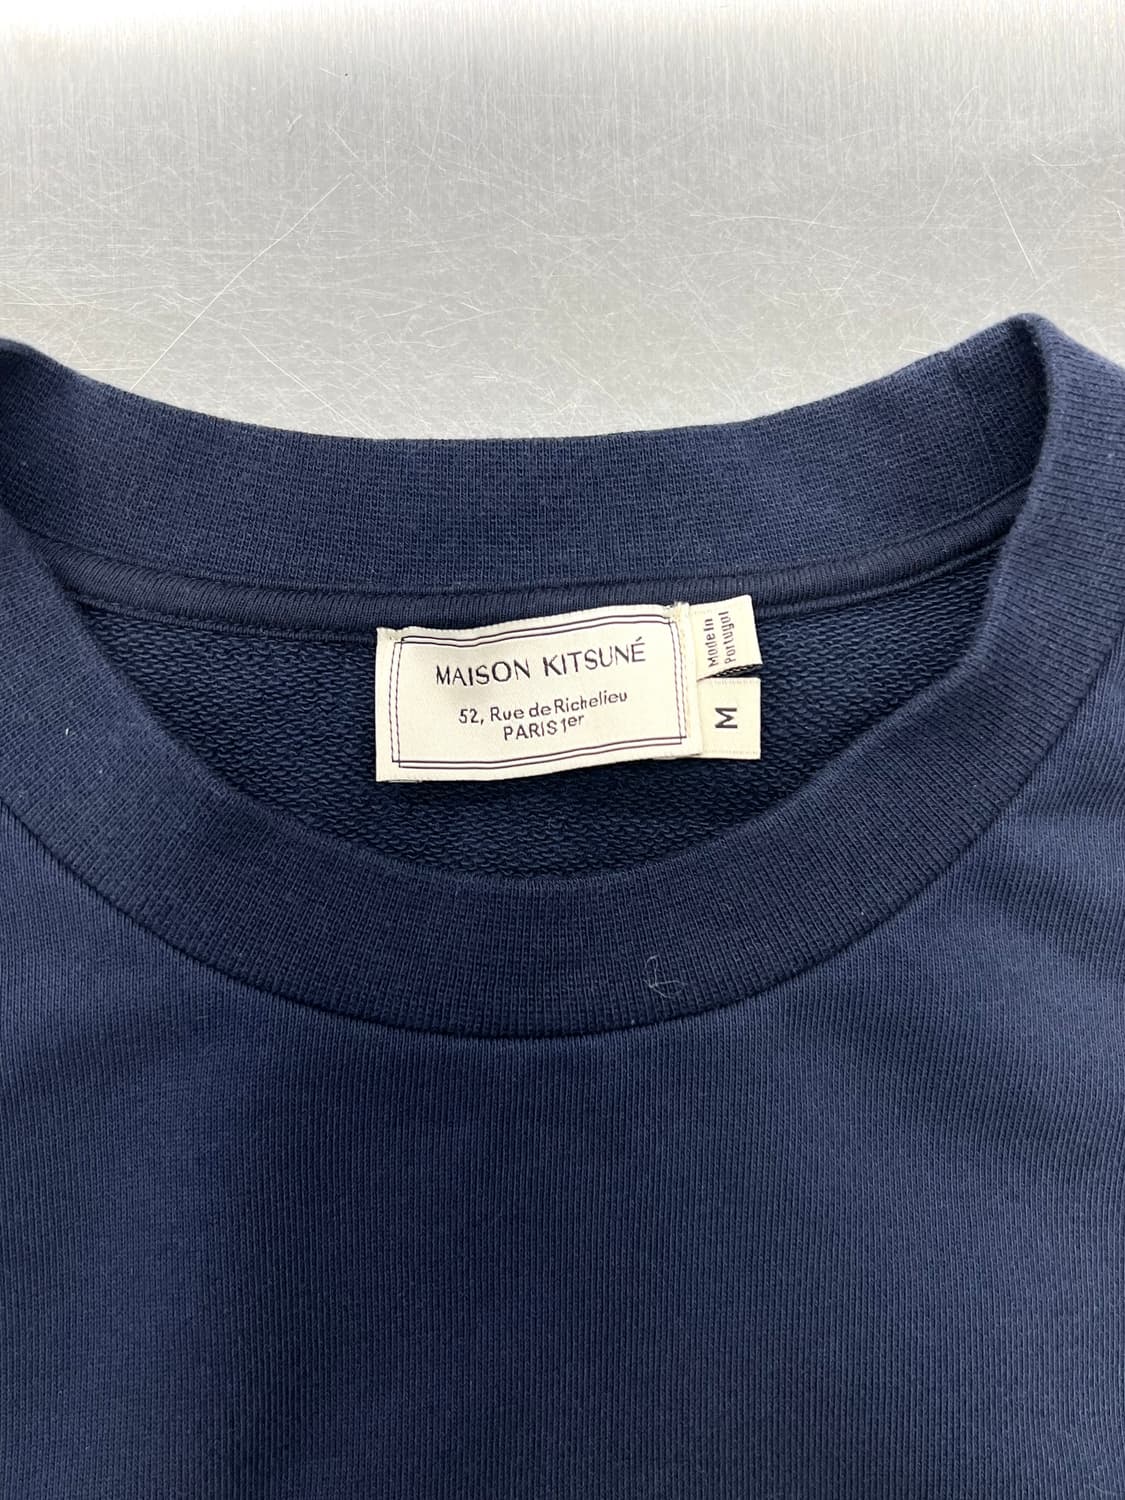 MAISON KITSUNÉ
52, Rue de Richelieu
PARIS 1er
Made In
Portugal
M